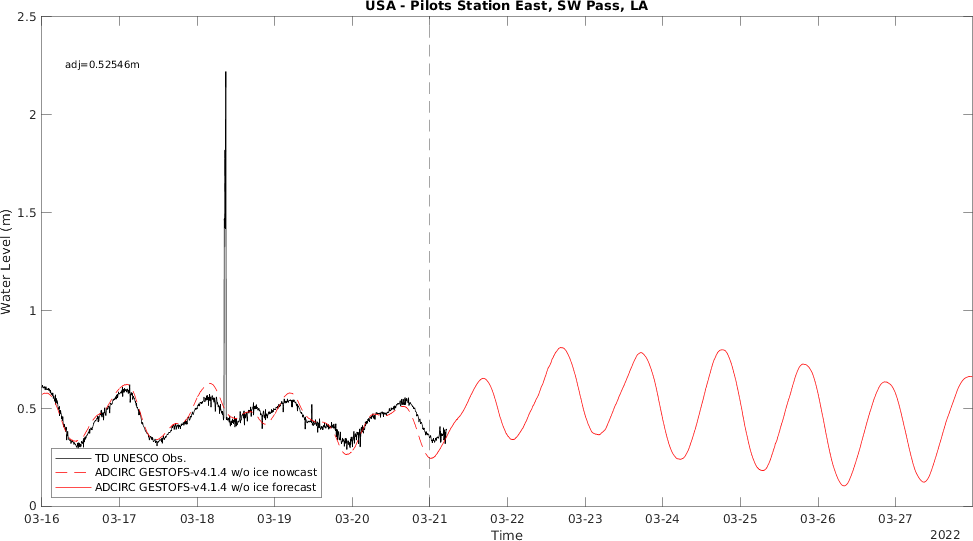 USA - Pilots Station East, SW Pass, LA
2.5
adj=0.52546m
2
1.5
Water Level (m)
1
0.5
TD UNESCO Obs.
ADCIRC GESTOFS-v4.1.4 w/o ice nowcast
ADCIRC GESTOFS-v4.1.4 w/o ice forecast
0
03-16 03-17 03-18 03-19 03-20 03-21 03-22 03-23 03-24 03-25 03-26 03-27
Time
2022